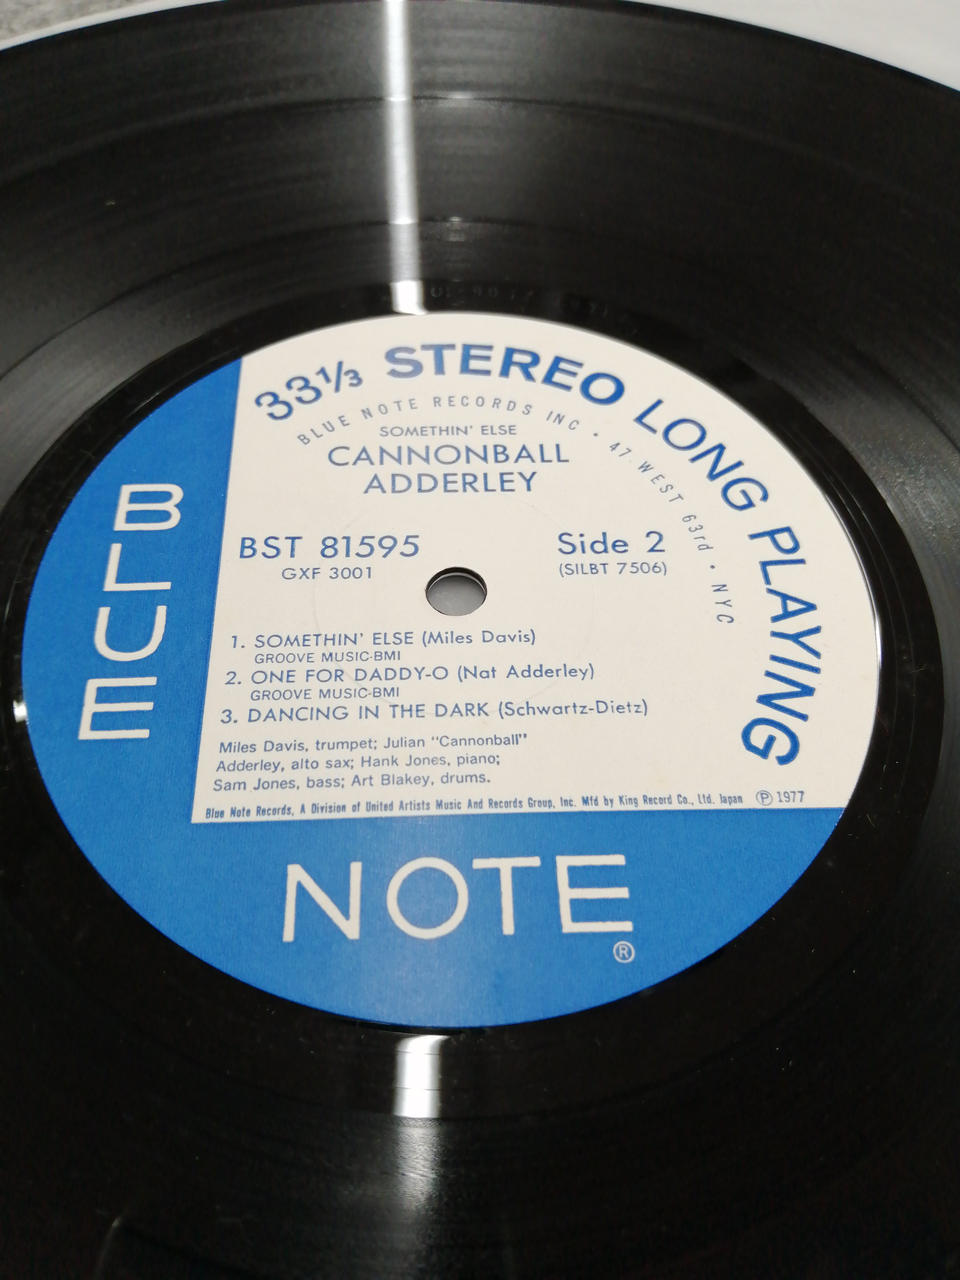 33⅓ STEREO LONG PLAYING
BLUE NOTE RECORDS INC • 47 WEST 63rd • NYC
SOMETHIN' ELSE
CANNONBALL
ADDERLEY
BST 81595
GXF 3001
Side 2
(SILBT 7506)
1. SOMETHIN' ELSE (Miles Davis)
GROOVE MUSIC-BMI
2. ONE FOR DADDY-O (Nat Adderley)
GROOVE MUSIC-BMI
3. DANCING IN THE DARK (Schwartz-Dietz)
Miles Davis, trumpet; Julian "Cannonball"
Adderley, alto sax; Hank Jones, piano;
Sam Jones, bass; Art Blakey, drums.
Blue Note Records, A Division of United Artists Music And Records Group, Inc. Mfd by King Record Co., Ltd. Japan ℗ 1977
BLUE
NOTE
®